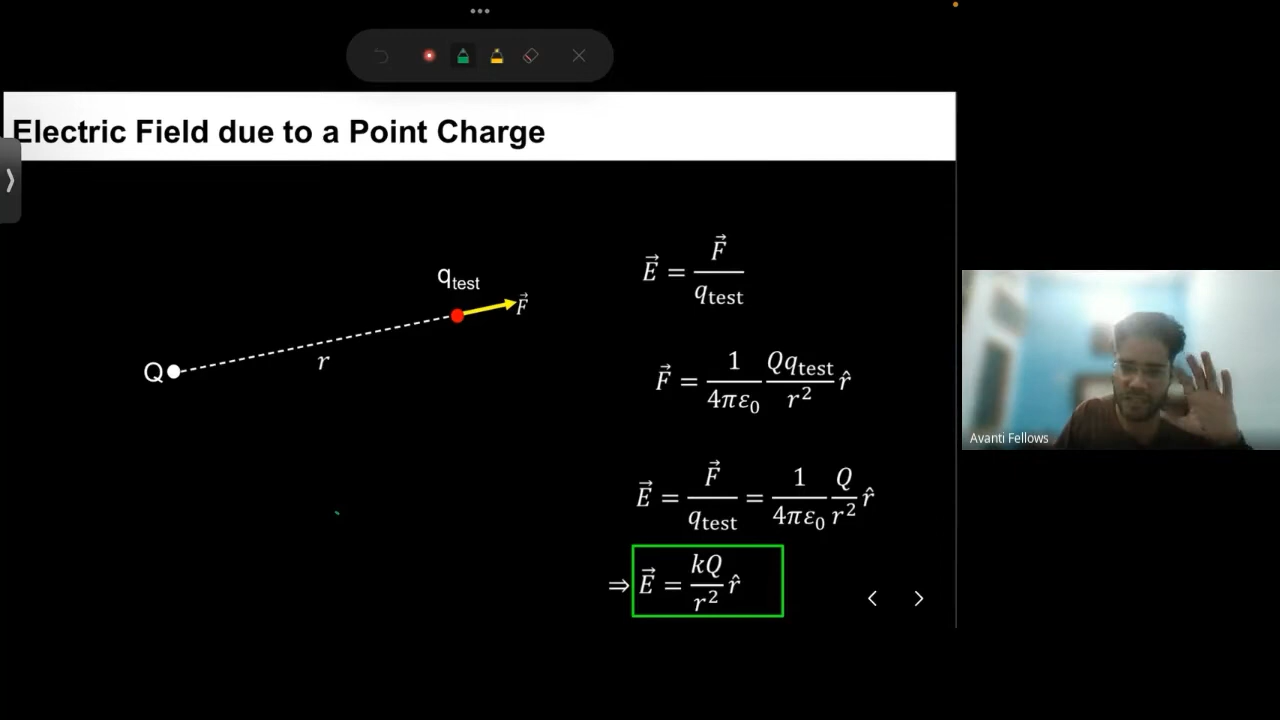 Electric Field due to a Point Charge
q_test
F⃗
Q
r
E⃗ = F⃗ / q_test
F⃗ = 1/(4πε₀) Qq_test/r² r̂
E⃗ = F⃗/q_test = 1/(4πε₀) Q/r² r̂
⇒ E⃗ = kQ/r² r̂
Avanti Fellows